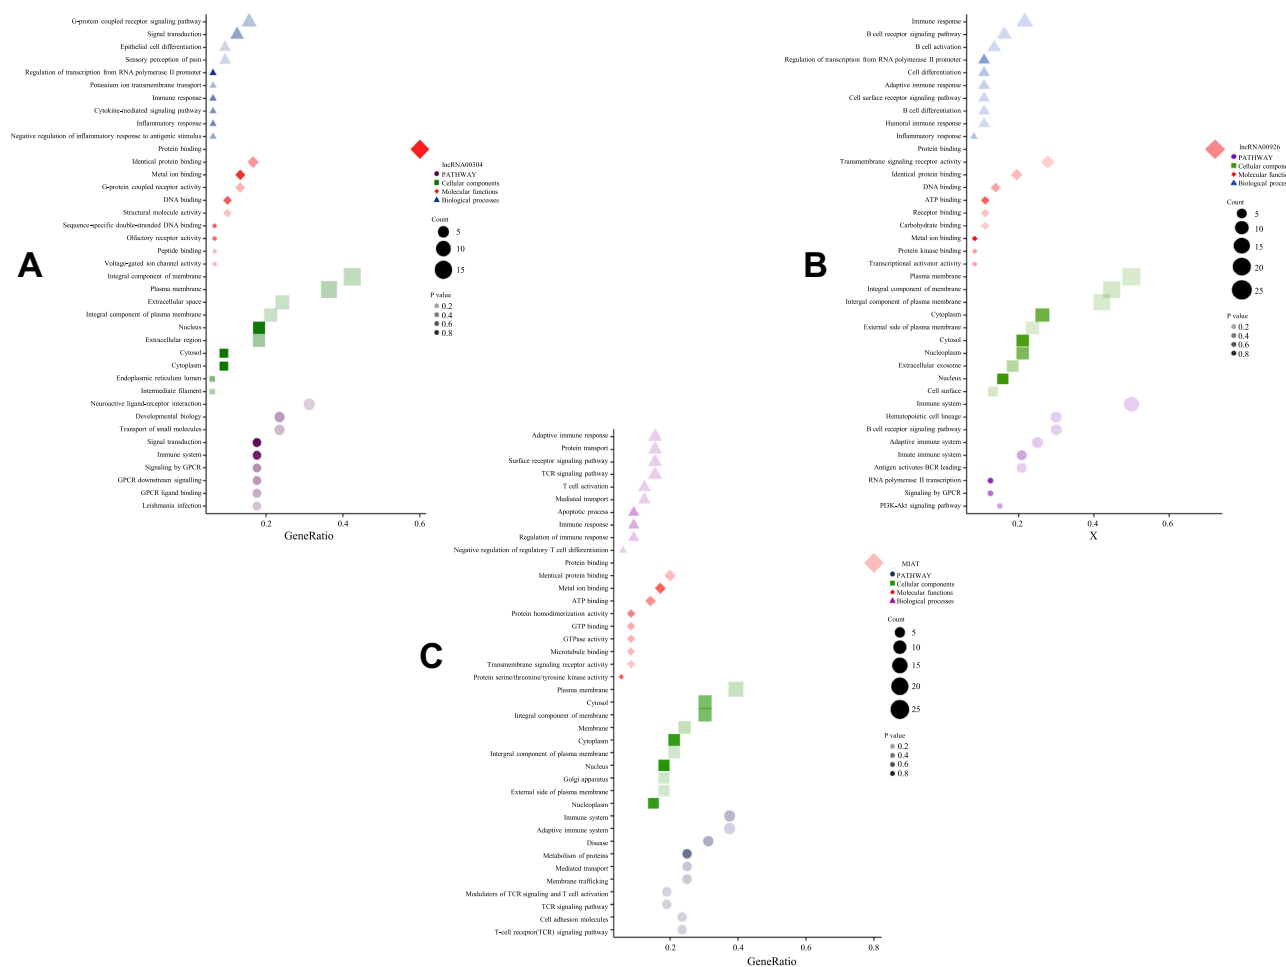 G-protein coupled receptor signaling pathway
Signal transduction
Epithelial cell differentiation
Sensory perception of pain
Regulation of transcription from RNA polymerase II promoter
Potassium ion transmembrane transport
Immune response
Cytokine-mediated signaling pathway
Inflammatory response
Negative regulation of inflammatory response to antigenic stimulus
Protein binding
Identical protein binding
Metal ion binding
G-protein coupled receptor activity
DNA binding
Structural molecule activity
Sequence-specific double-stranded DNA binding
Olfactory receptor activity
Peptide binding
Voltage-gated ion channel activity
Integral component of membrane
Plasma membrane
Extracellular space
Integral component of plasma membrane
Nucleus
Extracellular region
Cytosol
Cytoplasm
Endoplasmic reticulum lumen
Intermediate filament
Neuroactive ligand-receptor interaction
Developmental biology
Transport of small molecules
Signal transduction
Immune system
Signaling by GPCR
GPCR downstream signalling
GPCR ligand binding
Leishmania infection
0.2
0.4
0.6
GeneRatio
A
lncRNA00304
PATHWAY
Cellular components
Molecular functions
Biological processes
Count
5
10
15
P value
0.2
0.4
0.6
0.8
Immune response
B cell receptor signaling pathway
B cell activation
Regulation of transcription from RNA polymerase II promoter
Cell differentiation
Adaptive immune response
Cell surface receptor signaling pathway
B cell differentiation
Humoral immune response
Inflammatory response
Protein binding
Transmembrane signaling receptor activity
Identical protein binding
DNA binding
ATP binding
Receptor binding
Carbohydrate binding
Metal ion binding
Protein kinase binding
Transcriptional activator activity
Plasma membrane
Integral component of membrane
Intergal component of plasma membrane
Cytoplasm
External side of plasma membrane
Cytosol
Nucleoplasm
Extracellular exosome
Nucleus
Cell surface
Immune system
Hematopoietic cell lineage
B cell receptor signaling pathway
Adaptive immune system
Innate immune system
Antigen activates BCR leading
RNA polymerase II transcription
Signaling by GPCR
PI3K-Akt signaling pathway
0.2
0.4
0.6
X
B
lncRNA00926
PATHWAY
Cellular compone
Molecular functio
Biological process
Count
5
10
15
20
25
P value
0.2
0.4
0.6
0.8
Adaptive immune response
Protein transport
Surface receptor signaling pathway
TCR signaling pathway
T cell activation
Mediated transport
Apoptotic process
Immune response
Regulation of immune response
Negative regulation of regulatory T cell differentiation
Protein binding
Identical protein binding
Metal ion binding
ATP binding
Protein homodimerization activity
GTP binding
GTPase activity
Microtubule binding
Transmembrane signaling receptor activity
Protein serine/threonine/tyrosine kinase activity
Plasma membrane
Cytosol
Integral component of membrane
Membrane
Cytoplasm
Intergral component of plasma membrane
Nucleus
Golgi apparatus
External side of plasma membrane
Nucleoplasm
Immune system
Adaptive immune system
Disease
Metabolism of proteins
Mediated transport
Membrane trafficking
Modulators of TCR signaling and T cell activation
TCR signaling pathway
Cell adhesion molecules
T-cell receptor(TCR) signaling pathway
0.2
0.4
0.6
0.8
GeneRatio
C
MIAT
PATHWAY
Cellular components
Molecular functions
Biological processes
Count
5
10
15
20
25
P value
0.2
0.4
0.6
0.8